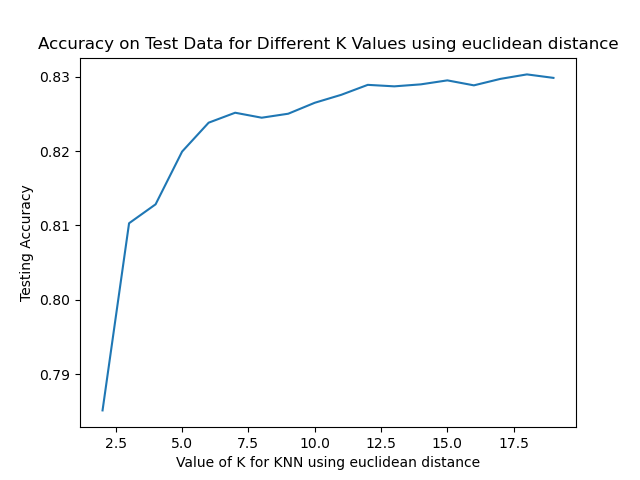 Accuracy on Test Data for Different K Values using euclidean distance
0.83
0.82
0.81
0.80
0.79
Testing Accuracy
2.5 5.0 7.5 10.0 12.5 15.0 17.5
Value of K for KNN using euclidean distance